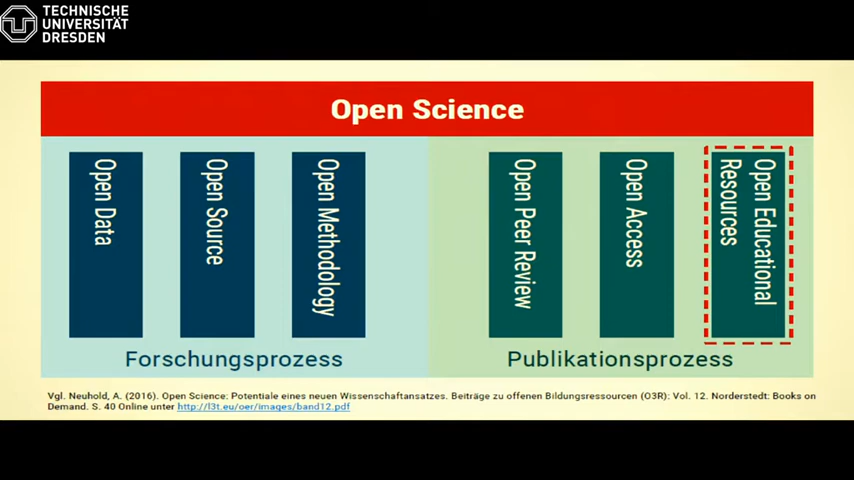 TECHNISCHE
UNIVERSITÄT
DRESDEN
Open Science
Open Data
Open Source
Open Methodology
Open Peer Review
Open Access
Open Educational
Resources
Forschungsprozess
Publikationsprozess
Vgl. Neuhold, A. (2016). Open Science: Potentiale eines neuen Wissenschaftansatzes. Beiträge zu offenen Bildungsressourcen (O3R): Vol. 12. Norderstedt: Books on
Demand. S. 40 Online unter http://l3t.eu/oer/images/band12.pdf